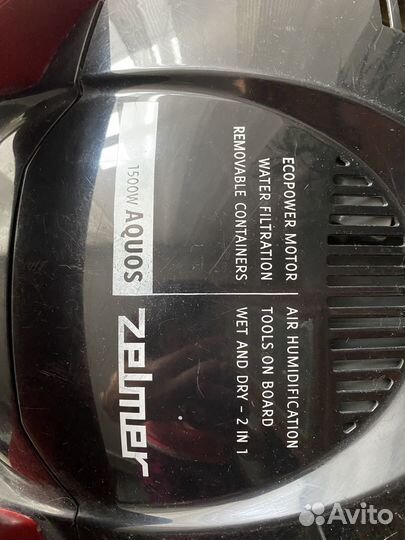 ECOPOWER MOTOR
WATER FILTRATION
REMOVABLE CONTAINERS
AIR HUMIDIFICATION
TOOLS ON BOARD
WET AND DRY - 2 IN 1
1500W AQUOS
zelmer
Avito